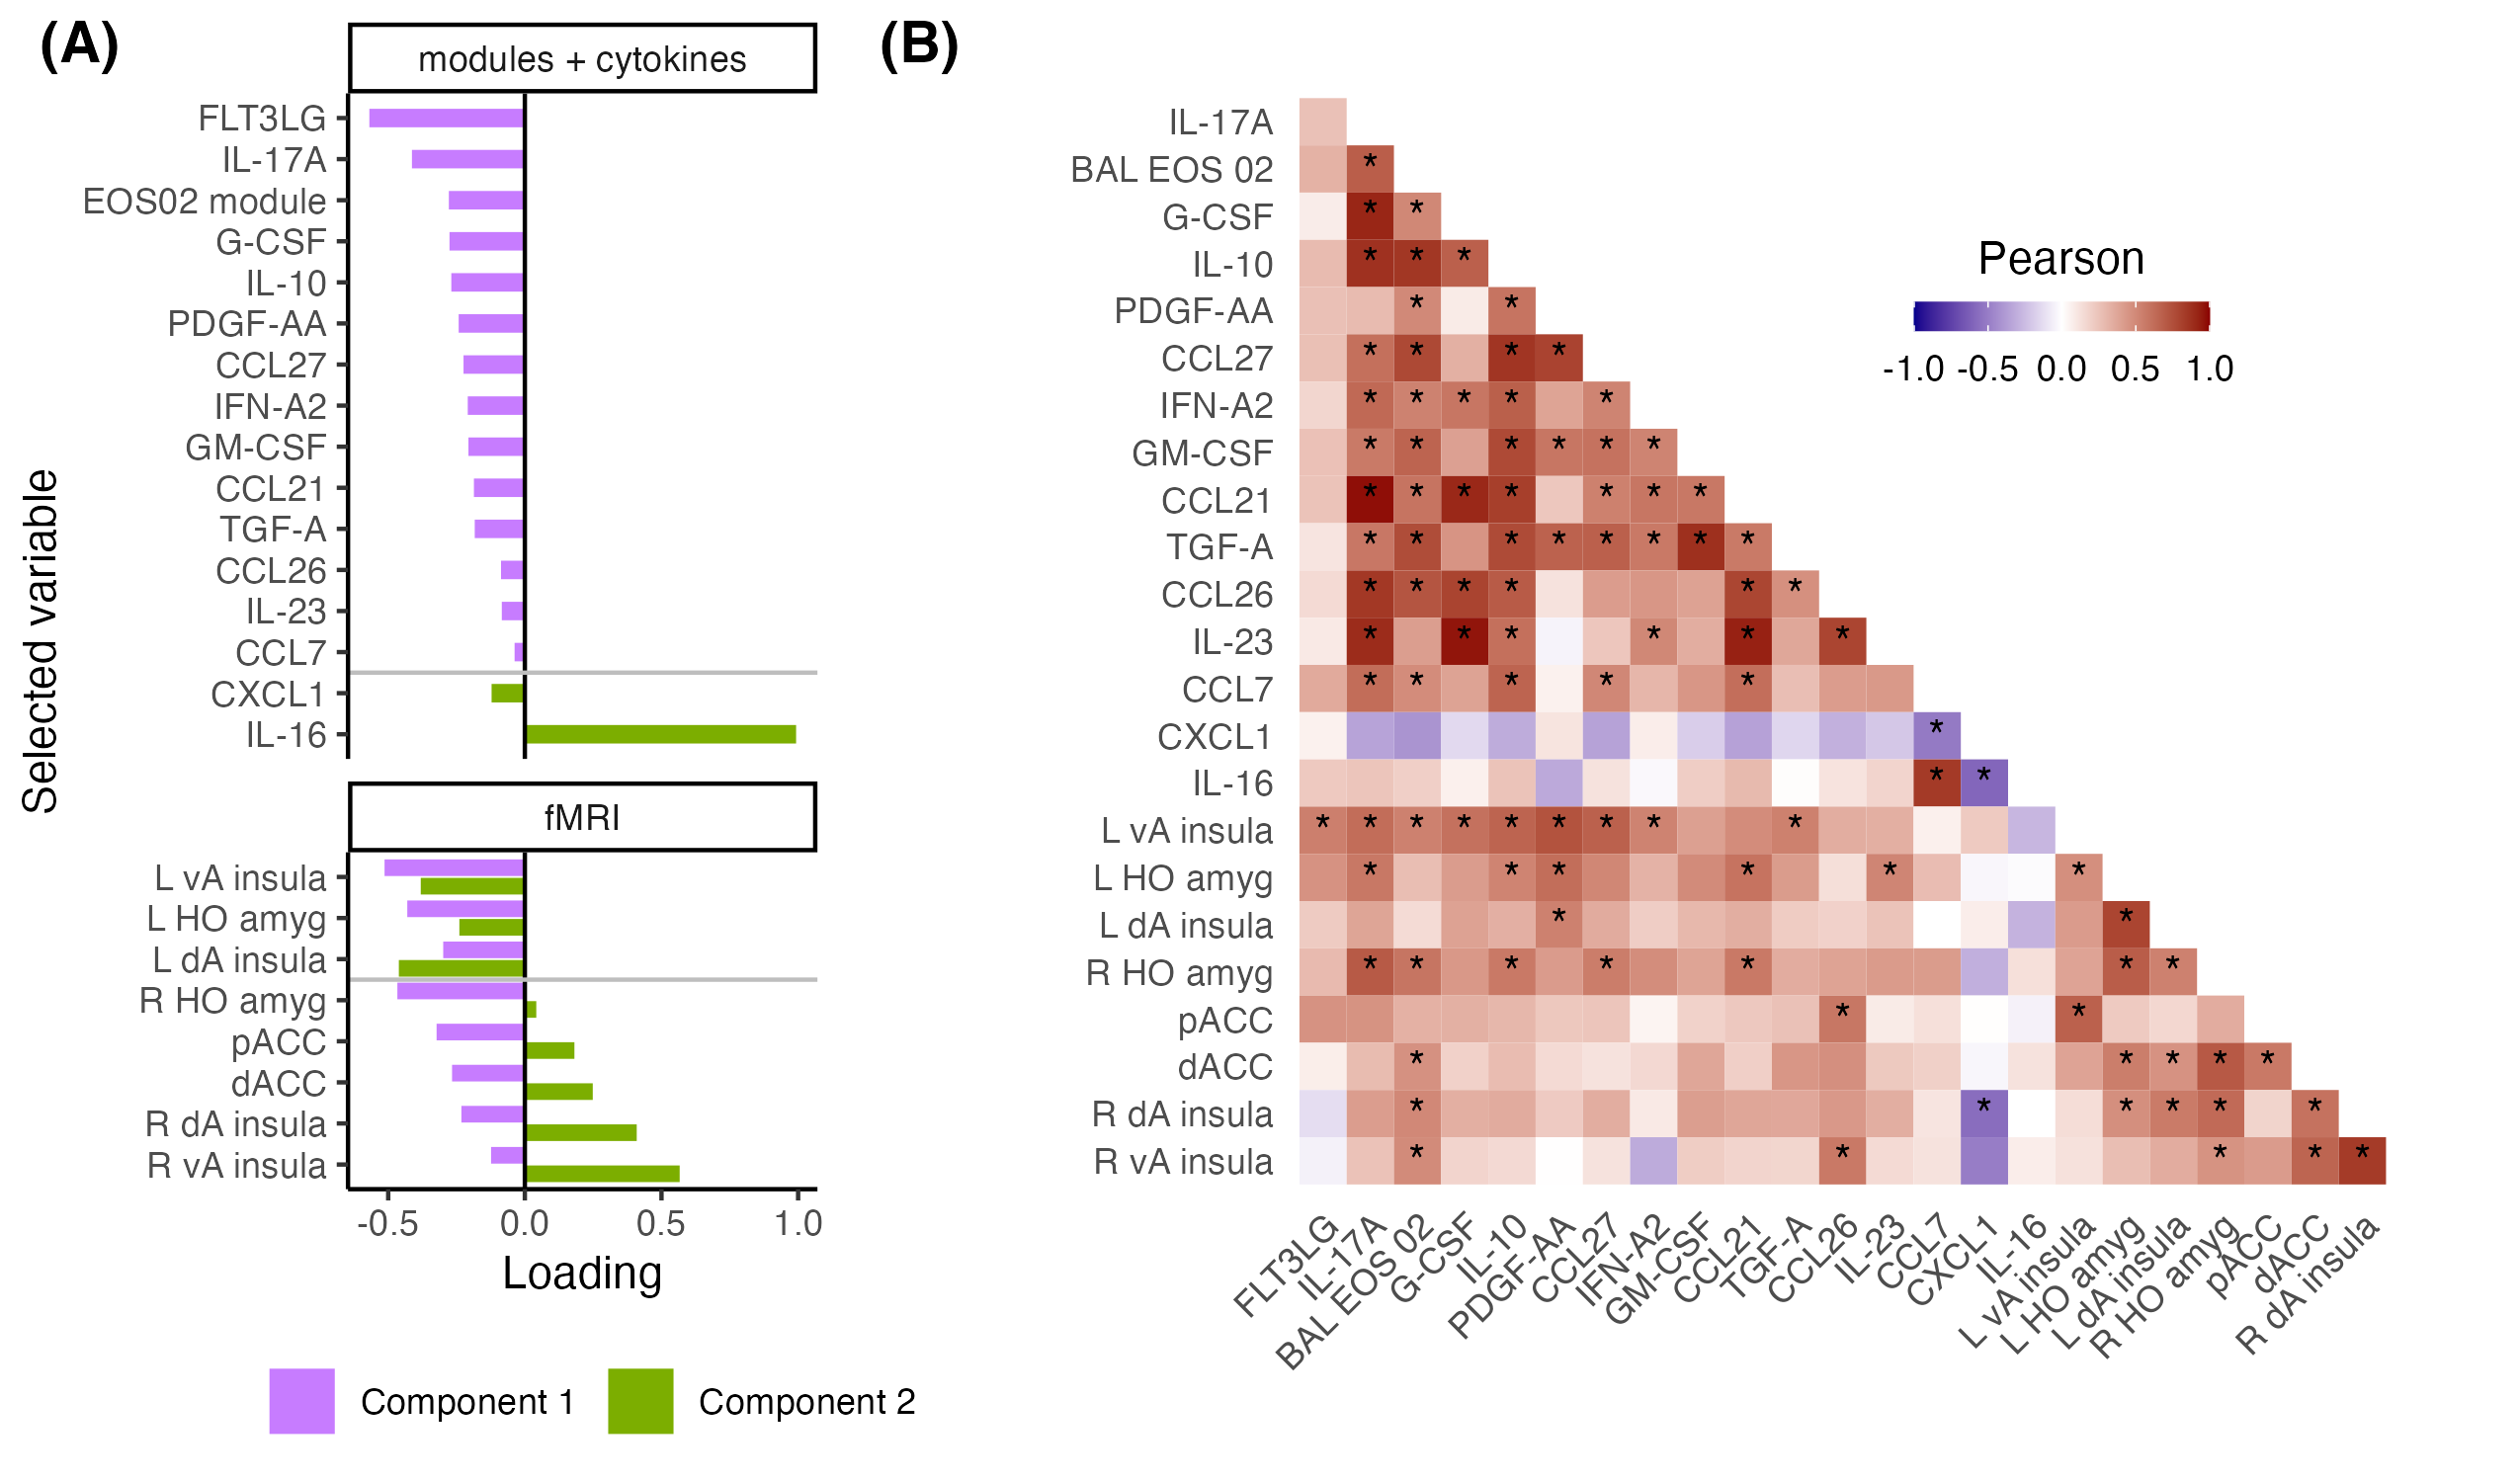 (A)
modules + cytokines
FLT3LG
IL-17A
EOS02 module
G-CSF
IL-10
PDGF-AA
CCL27
IFN-A2
GM-CSF
CCL21
TGF-A
CCL26
IL-23
CCL7
CXCL1
IL-16
Selected variable
fMRI
L vA insula
L HO amyg
L dA insula
R HO amyg
pACC
dACC
R dA insula
R vA insula
-0.5 0.0 0.5 1.0
Loading
Component 1 Component 2
(B)
IL-17A
BAL EOS 02
G-CSF
IL-10
PDGF-AA
CCL27
IFN-A2
GM-CSF
CCL21
TGF-A
CCL26
IL-23
CCL7
CXCL1
IL-16
L vA insula
L HO amyg
L dA insula
R HO amyg
pACC
dACC
R dA insula
R vA insula
FLT3LG
IL-17A
BAL EOS 02
G-CSF
IL-10
PDGF-AA
CCL27
IFN-A2
GM-CSF
CCL21
TGF-A
CCL26
IL-23
CCL7
CXCL1
IL-16
L vA insula
L HO amyg
L dA insula
R HO amyg
pACC
dACC
R dA insula
Pearson
-1.0 -0.5 0.0 0.5 1.0